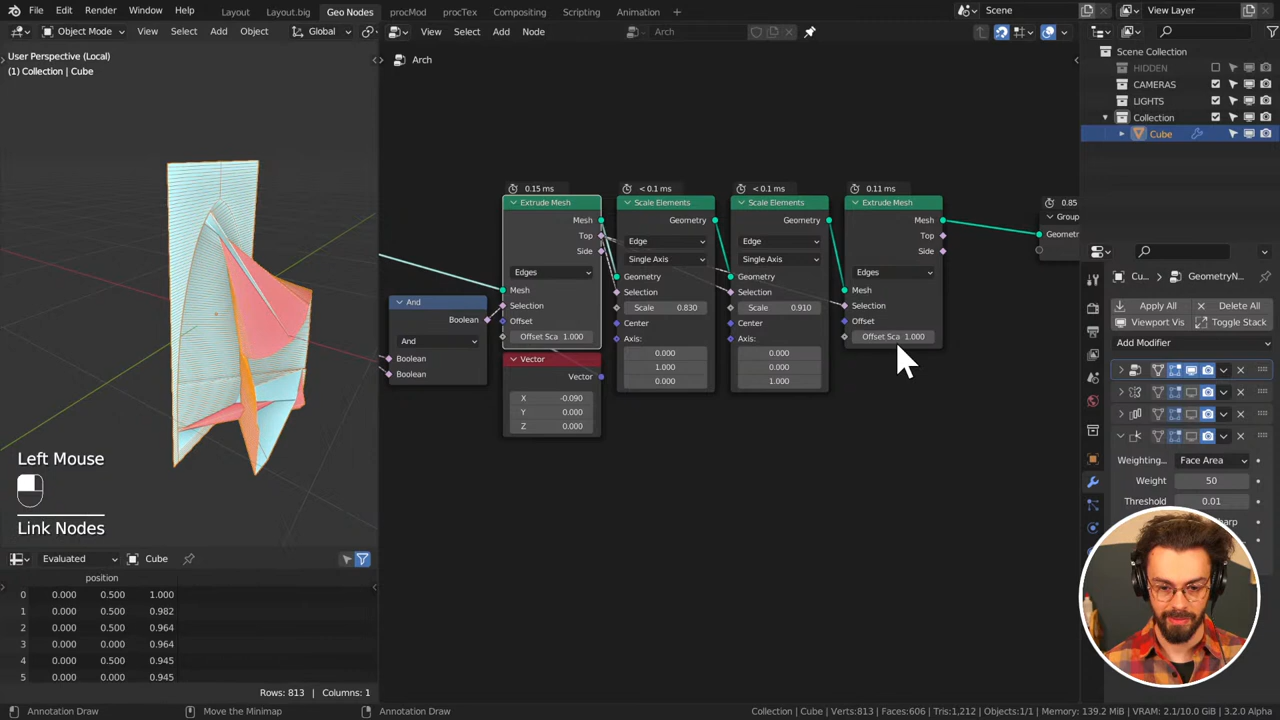 File Edit Render Window Help Layout Layout.big Geo Nodes procMod procTex Compositing Scripting Animation + Scene View Layer
Object Mode View Select Add Object Global View Select Add Node Arch
User Perspective (Local)
(1) Collection | Cube
Arch
Scene Collection
HIDDEN
CAMERAS
LIGHTS
Collection
Cube
0.15 ms < 0.1 ms < 0.1 ms 0.11 ms 0.85
Extrude Mesh Scale Elements Scale Elements Extrude Mesh Group
Mesh Geometry Geometry Mesh Geometry
Top Edge Edge Top
Side Single Axis Single Axis Side
Edges Geometry Geometry Edges
Mesh Selection Selection Mesh
And Selection Scale 0.830 Scale 0.910 Selection
Boolean Offset Center Center Offset
And Offset Sca 1.000 Axis: Axis: Offset Sca 1.000
Boolean Vector 0.000 0.000
Boolean Vector 1.000 0.000
0.000 1.000
X -0.090
Y 0.000
Z 0.000
Cu... GeometryN...
Apply All Delete All
Viewport Vis Toggle Stack
Add Modifier
Weighting... Face Area
Weight 50
Threshold 0.01
Left Mouse
Link Nodes
Evaluated Cube
position
0 0.000 0.500 1.000
1 0.000 0.500 0.982
2 0.000 0.500 0.964
3 0.000 0.000 0.964
4 0.000 0.500 0.945
5 0.000 0.000 0.945
Rows: 813 | Columns: 1
Annotation Draw Move the Minimap Annotation Draw Collection | Cube | Verts:813 | Faces:606 | Tris:1,212 | Objects:1/1 | Memory: 139.2 MiB | VRAM: 2.1/10.0 GiB | 3.2.0 Alpha